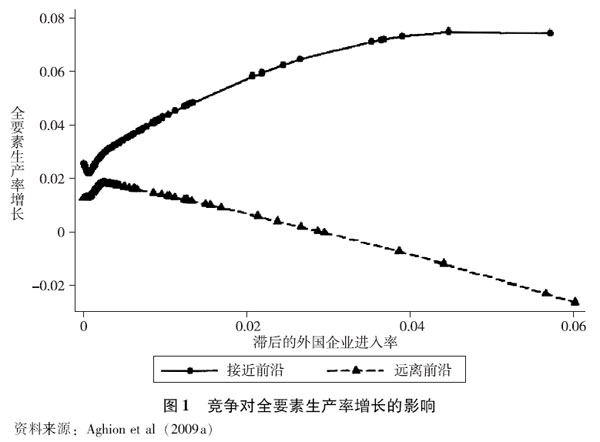 0.08
0.06
0.04
0.02
0
−0.02
全要素生产率增长
0
0.02
0.04
0.06
滞后的外国企业进入率
接近前沿
远离前沿
图1 竞争对全要素生产率增长的影响
资料来源：Aghion et al (2009a)